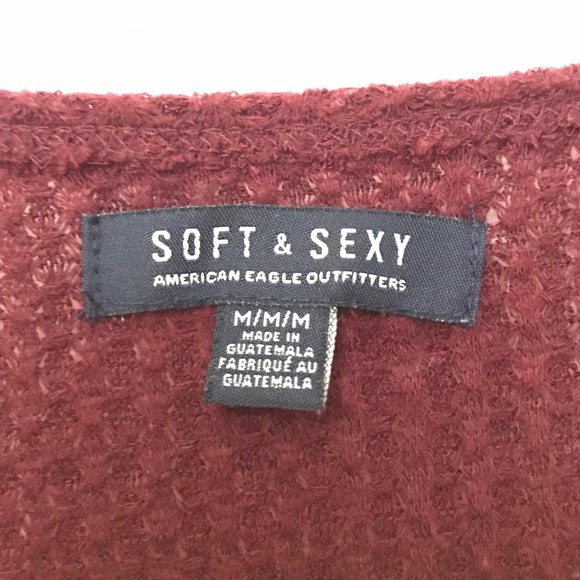 SOFT & SEXY
AMERICAN EAGLE OUTFITTERS
M/M/M
MADE IN
GUATEMALA
FABRIQUÉ AU
GUATEMALA